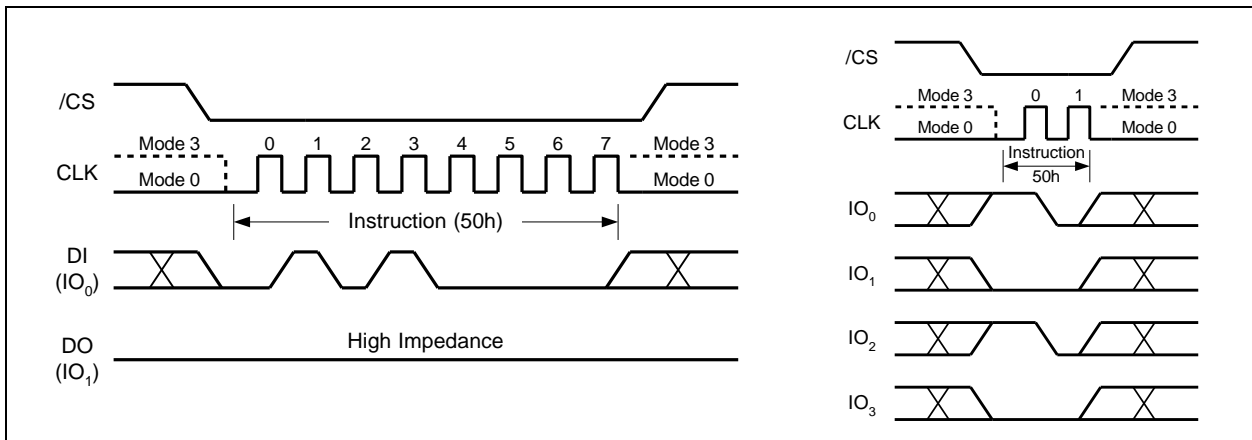 /CS
Mode 3 0 1 2 3 4 5 6 7 Mode 3
CLK Mode 0 Mode 0
Instruction (50h)
DI
(IO0)
High Impedance
DO
(IO1)
/CS
Mode 3 0 1 Mode 3
CLK Mode 0 Mode 0
Instruction
50h
IO0
IO1
IO2
IO3